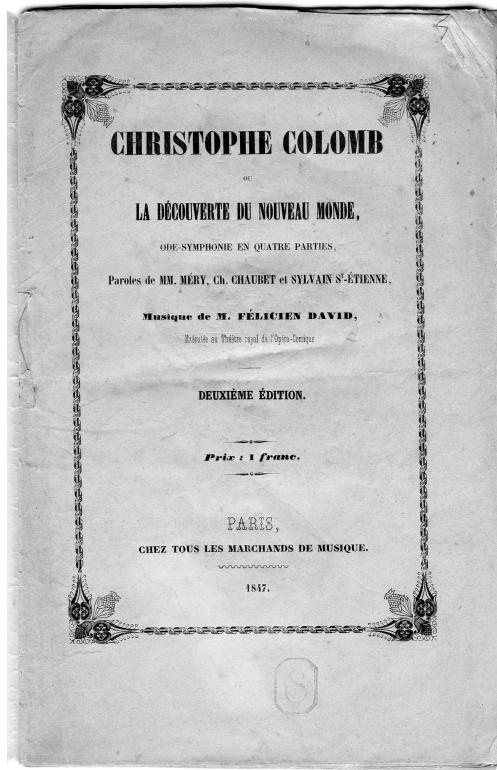 CHRISTOPHE COLOMB
OU
LA DÉCOUVERTE DU NOUVEAU MONDE,
ODE-SYMPHONIE EN QUATRE PARTIES,
Paroles de MM. MÉRY, Ch. CHAUBET et SYLVAIN St-ÉTIENNE,
Musique de M. FÉLICIEN DAVID,
Exécutée au Théâtre royal de l'Opéra-Comique
DEUXIÈME ÉDITION.
Prix : 1 franc.
PARIS,
CHEZ TOUS LES MARCHANDS DE MUSIQUE.
1847.
S